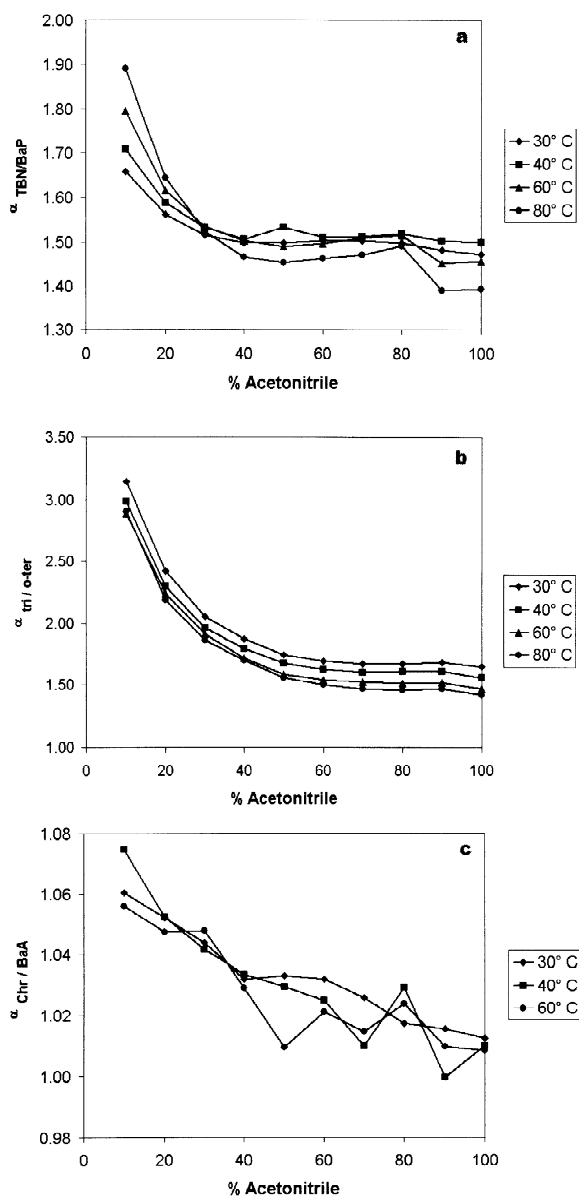 2.00
a
1.90
1.80
1.70
1.60
1.50
1.40
1.30
α TBN/BaP
0
20
40
60
80
100
% Acetonitrile
30° C
40° C
60° C
80° C
3.50
b
3.00
2.50
2.00
1.50
1.00
α tri / o-ter
0
20
40
60
80
100
% Acetonitrile
30° C
40° C
60° C
80° C
1.08
c
1.06
1.04
1.02
1.00
0.98
α Chr / BaA
0
20
40
60
80
100
% Acetonitrile
30° C
40° C
60° C